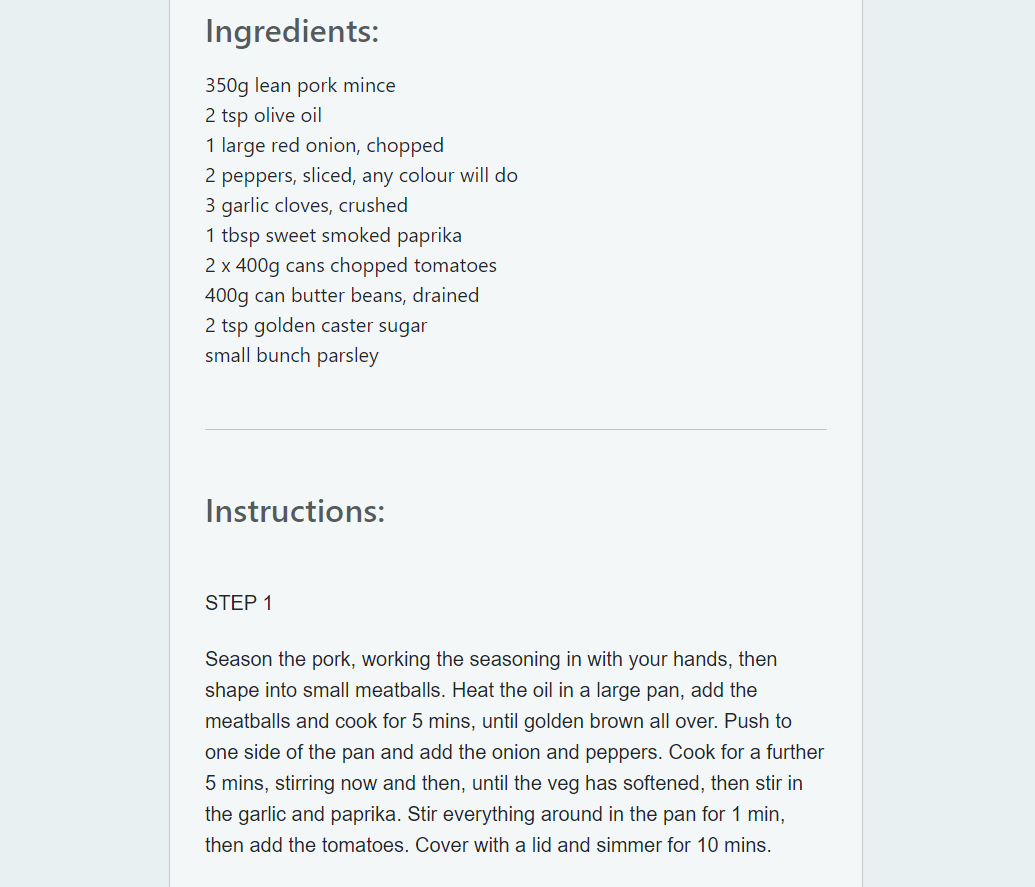 Ingredients:
350g lean pork mince
2 tsp olive oil
1 large red onion, chopped
2 peppers, sliced, any colour will do
3 garlic cloves, crushed
1 tbsp sweet smoked paprika
2 x 400g cans chopped tomatoes
400g can butter beans, drained
2 tsp golden caster sugar
small bunch parsley
Instructions:
STEP 1
Season the pork, working the seasoning in with your hands, then
shape into small meatballs. Heat the oil in a large pan, add the
meatballs and cook for 5 mins, until golden brown all over. Push to
one side of the pan and add the onion and peppers. Cook for a further
5 mins, stirring now and then, until the veg has softened, then stir in
the garlic and paprika. Stir everything around in the pan for 1 min,
then add the tomatoes. Cover with a lid and simmer for 10 mins.